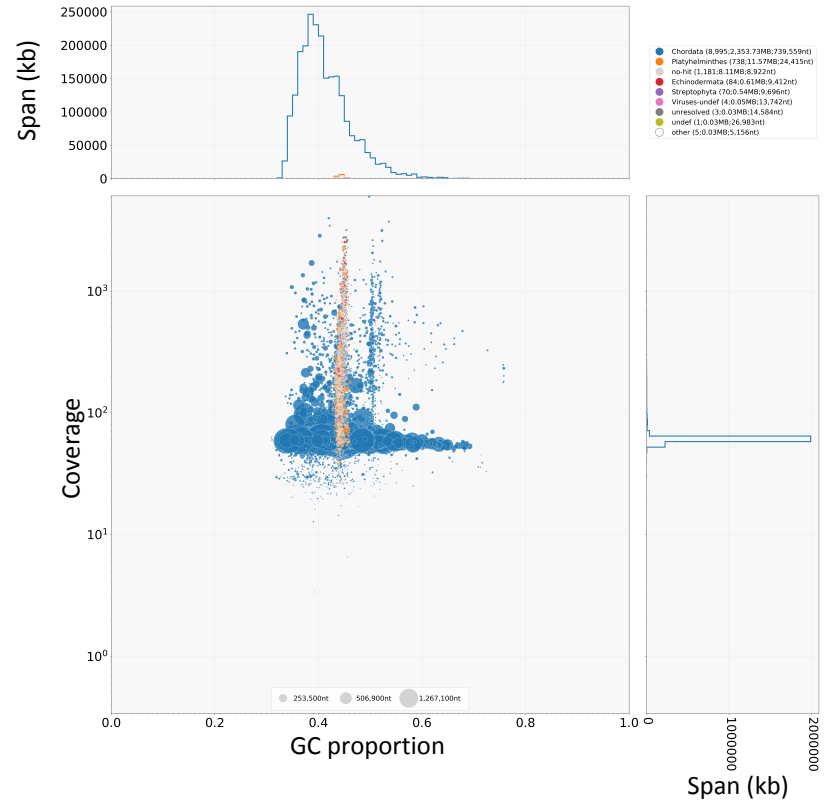 250000
200000
150000
100000
50000
0
Span (kb)
Chordata (8,995;2,353.73MB;739,559nt)
Platyhelminthes (738;11.57MB;24,415nt)
no-hit (1,181;8.11MB;8,922nt)
Echinodermata (84;0.61MB;9,412nt)
Streptophyta (70;0.54MB;9,696nt)
Viruses-undef (4;0.05MB;13,742nt)
unresolved (3;0.03MB;14,584nt)
undef (1;0.03MB;26,983nt)
other (5;0.03MB;5,156nt)
10³
10²
10¹
10⁰
Coverage
253,500nt 506,900nt 1,267,100nt
0.0 0.2 0.4 0.6 0.8 1.0
GC proportion
0 1000000 2000000
Span (kb)